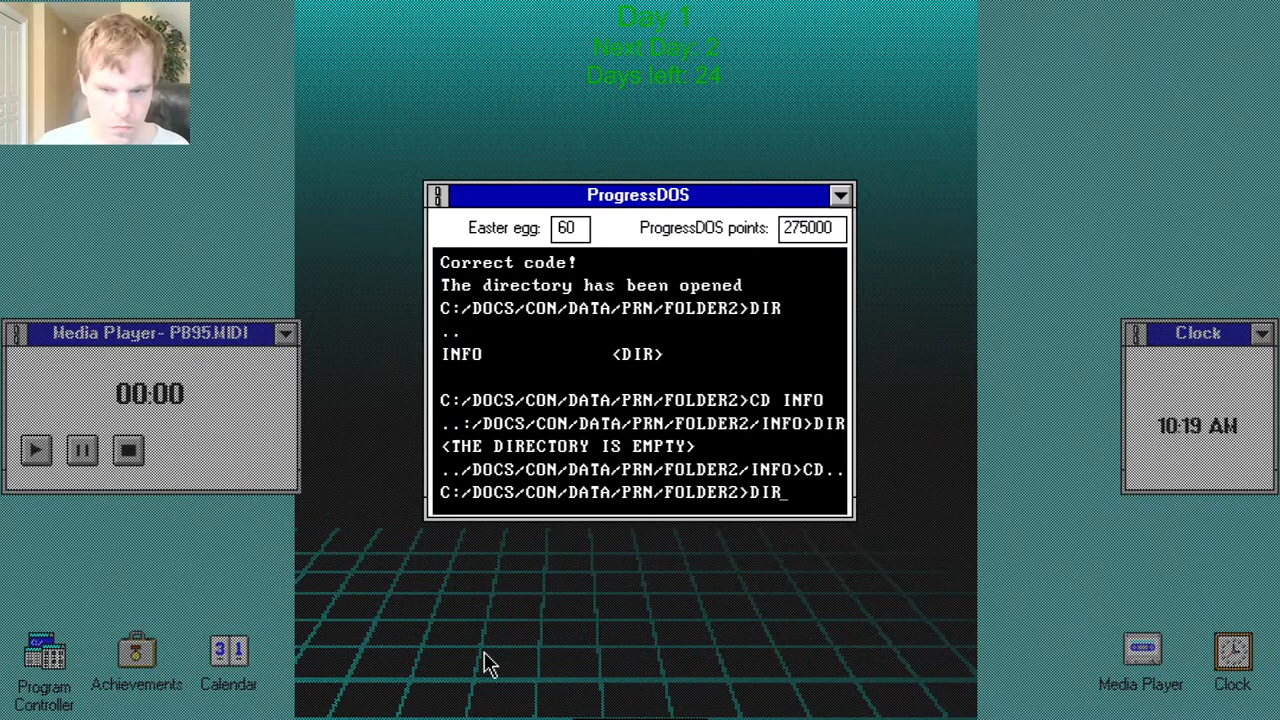 Day 1
Next Day: 2
Days left: 24
ProgressDOS
Easter egg: 60 ProgressDOS points: 275000
Correct code!
The directory has been opened
C:/DOCS/CON/DATA/PRN/FOLDER2>DIR
..
INFO <DIR>
C:/DOCS/CON/DATA/PRN/FOLDER2>CD INFO
..:/DOCS/CON/DATA/PRN/FOLDER2/INFO>DIR
<THE DIRECTORY IS EMPTY>
../DOCS/CON/DATA/PRN/FOLDER2/INFO>CD..
C:/DOCS/CON/DATA/PRN/FOLDER2>DIR_
Media Player- PB95.MIDI
00:00
Clock
10:19 AM
Program Controller
Achievements
31
Calendar
Media Player
Clock